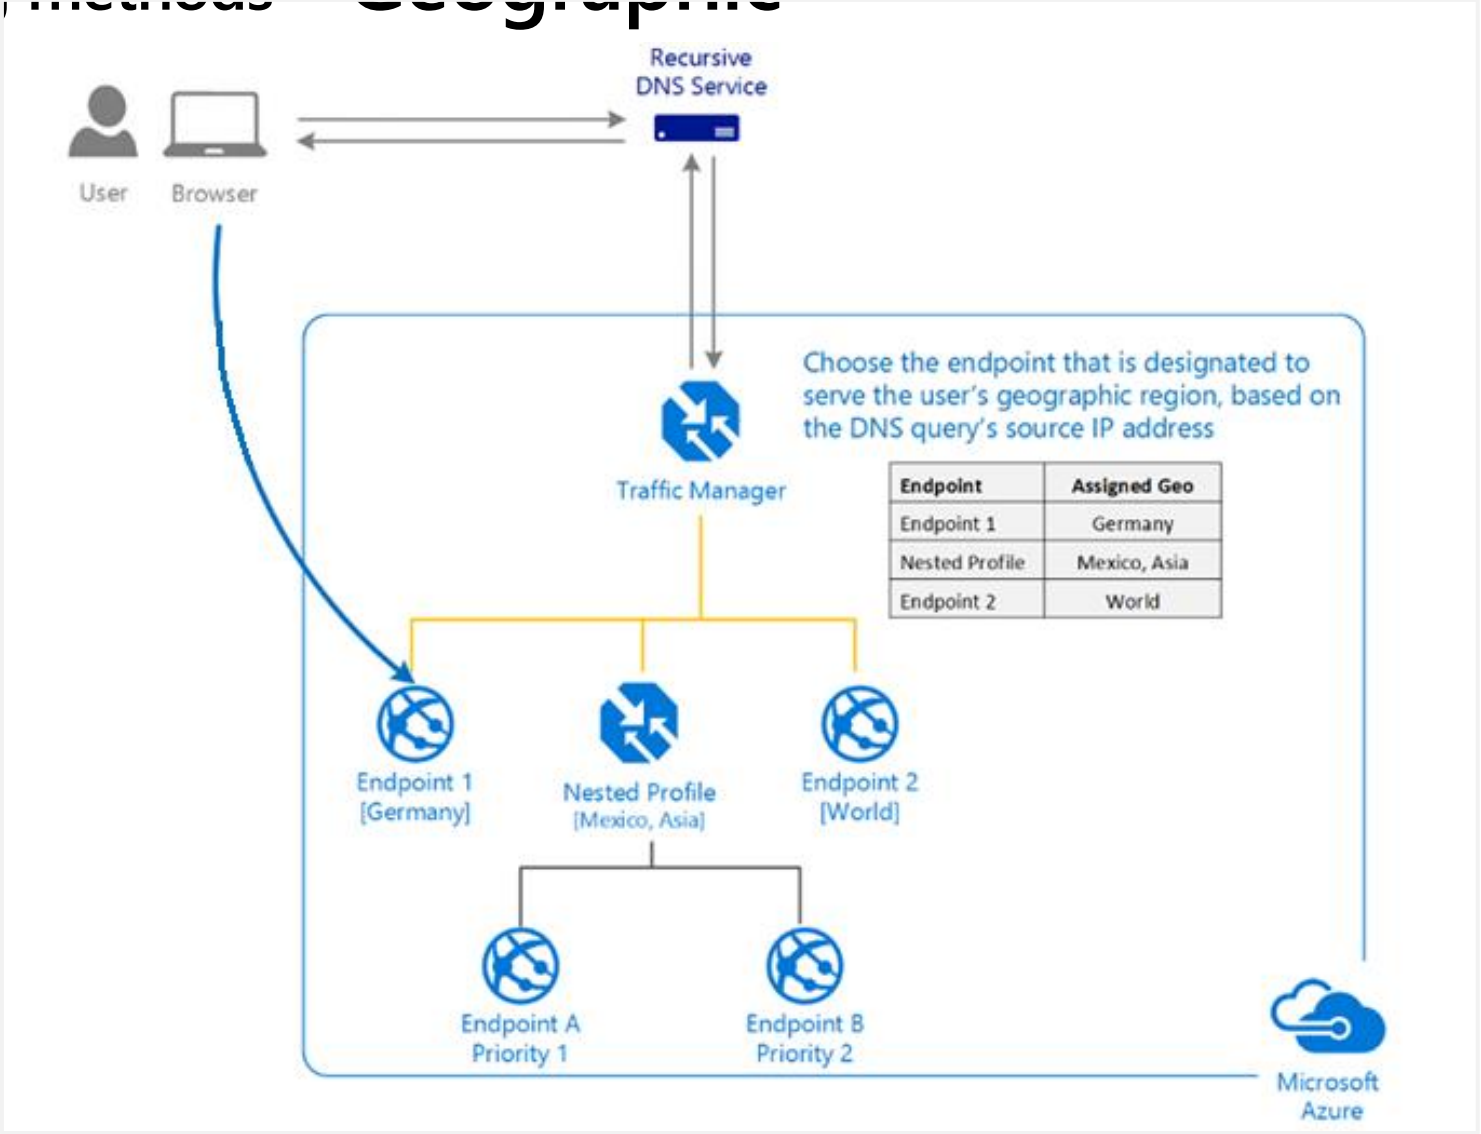 methods Geographic
Recursive
DNS Service
User
Browser
Choose the endpoint that is designated to
serve the user's geographic region, based on
the DNS query's source IP address
Traffic Manager
Endpoint Assigned Geo
Endpoint 1 Germany
Nested Profile Mexico, Asia
Endpoint 2 World
Endpoint 1
[Germany]
Nested Profile
[Mexico, Asia]
Endpoint 2
[World]
Endpoint A
Priority 1
Endpoint B
Priority 2
Microsoft
Azure